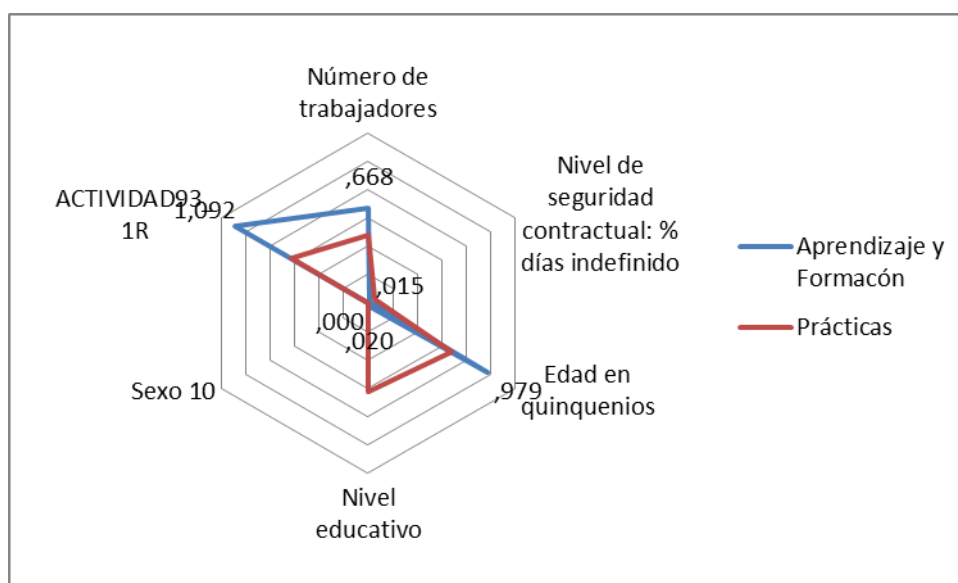 Número de
trabajadores
,668
Nivel de
seguridad
contractual: %
días indefinido
,015
ACTIVIDAD93
1R
1,092
,000
,020
Sexo 10
Edad en
quinquenios
,979
Nivel
educativo
Aprendizaje y
Formacón
Prácticas